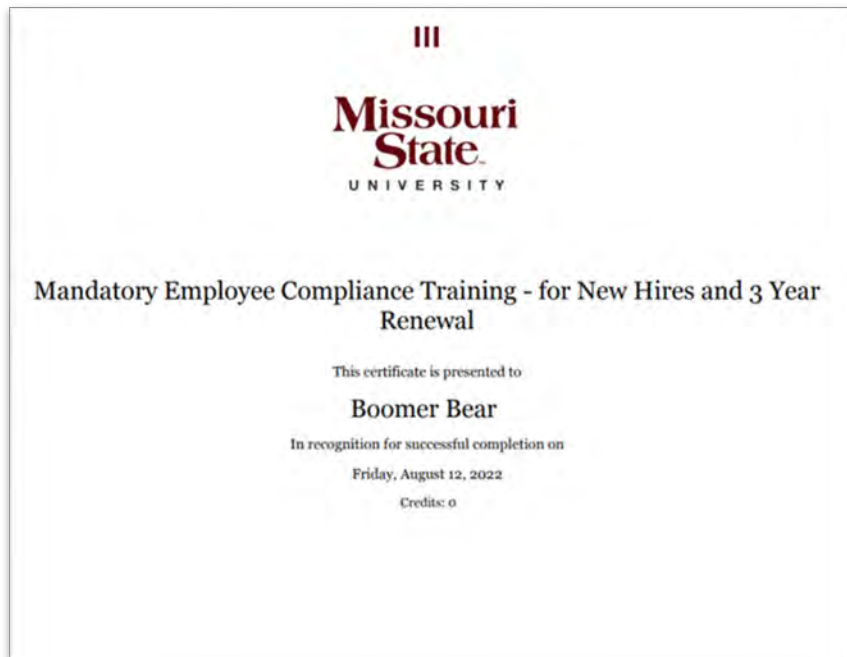 Missouri
State™
UNIVERSITY
Mandatory Employee Compliance Training - for New Hires and 3 Year
Renewal
This certificate is presented to
Boomer Bear
In recognition for successful completion on
Friday, August 12, 2022
Credits: 0